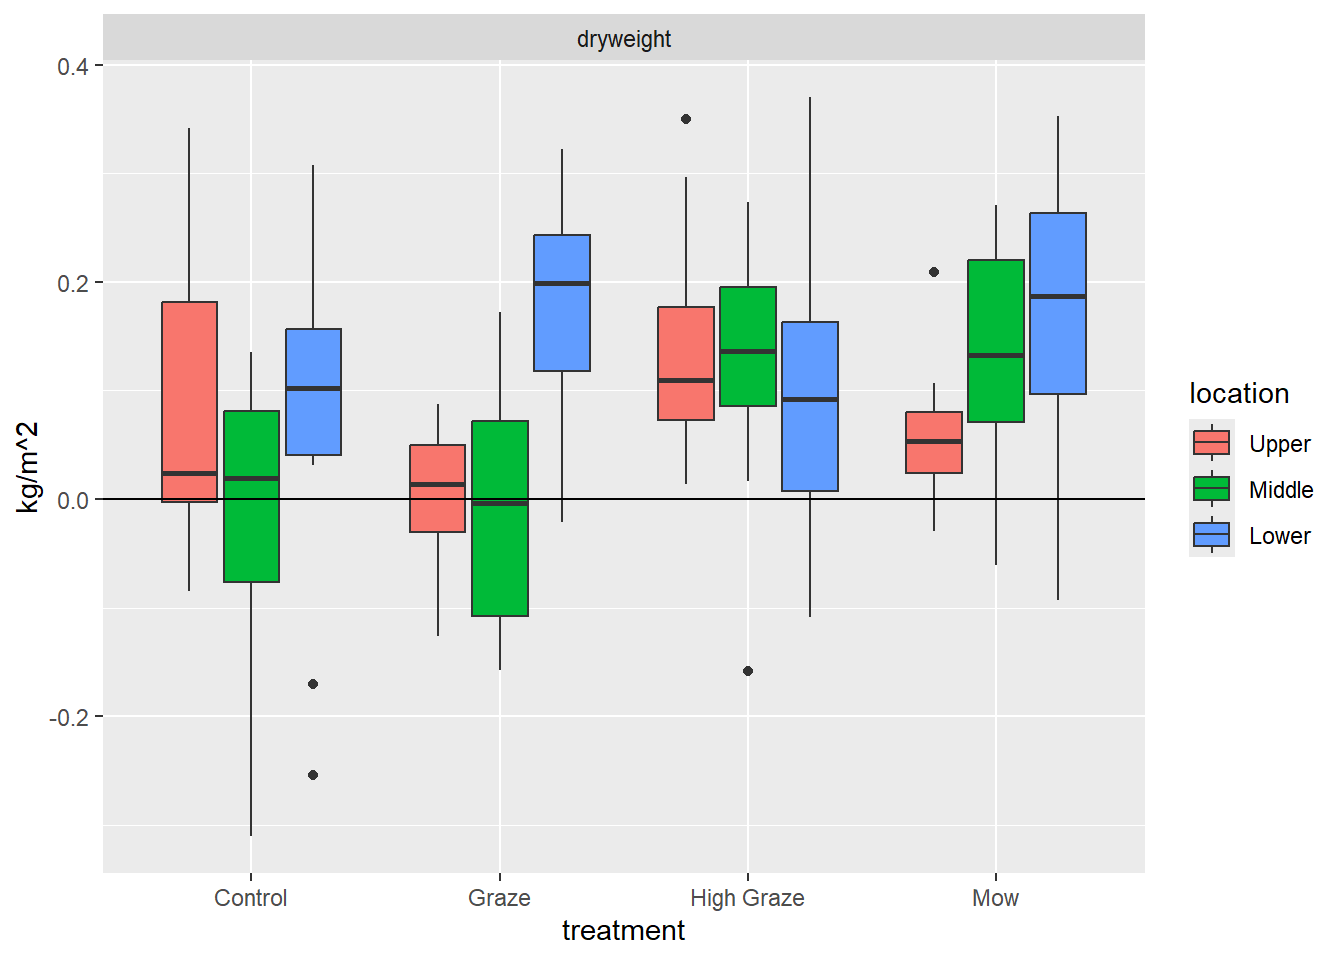 dryweight
kg/m^2
0.4
0.2
0.0
-0.2
Control
Graze
High Graze
Mow
treatment
location
Upper
Middle
Lower